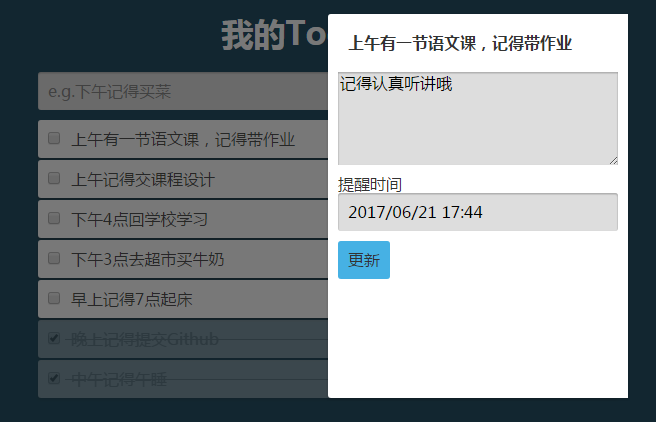 我的To
e.g.下午记得买菜
上午有一节语文课，记得带作业
上午记得交课程设计
下午4点回学校学习
下午3点去超市买牛奶
早上记得7点起床
晚上记得提交Github
中午记得午睡
上午有一节语文课，记得带作业
记得认真听讲哦
提醒时间
2017/06/21 17:44
更新